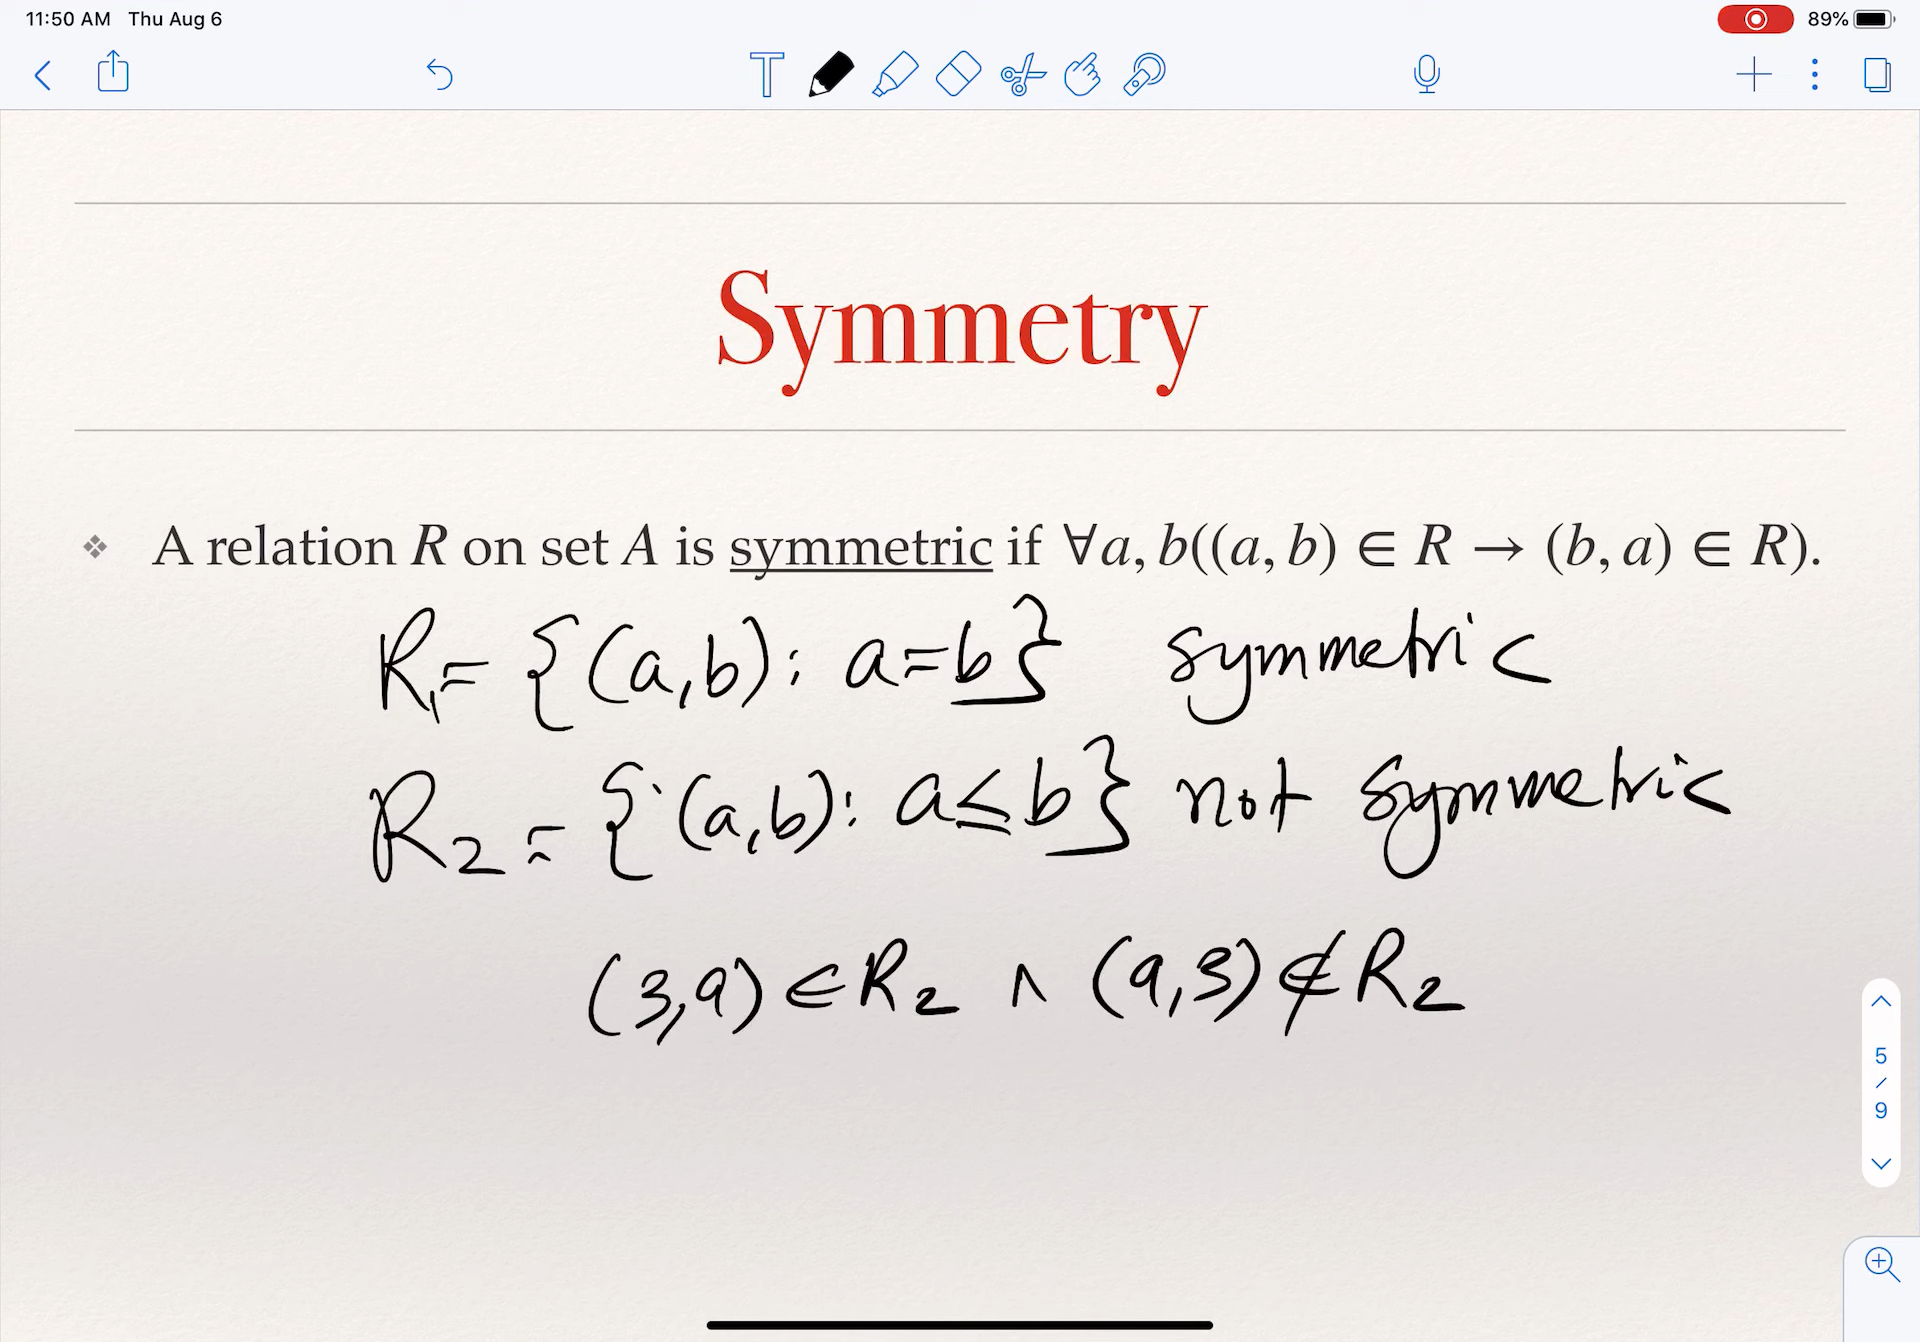 11:50 AM Thu Aug 6
89%
T
Symmetry
❖ A relation R on set A is symmetric if ∀a, b((a, b) ∈ R → (b, a) ∈ R).
R₁= {(a,b): a=b} symmetric
R₂= {(a,b): a≤b} not symmetric
(3,9) ∈ R₂ ∧ (9,3) ∉ R₂
5
/
9